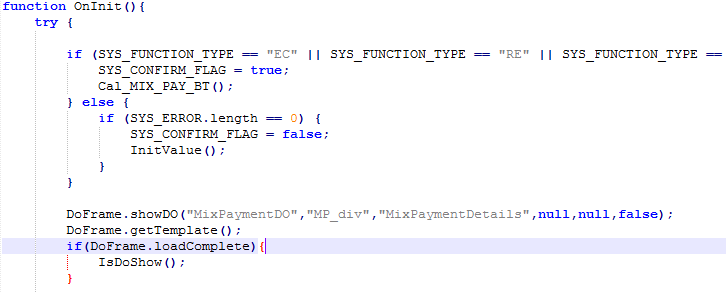 function OnInit(){
try {
if (SYS_FUNCTION_TYPE == "EC" || SYS_FUNCTION_TYPE == "RE" || SYS_FUNCTION_TYPE ==
SYS_CONFIRM_FLAG = true;
Cal_MIX_PAY_BT();
} else {
if (SYS_ERROR.length == 0) {
SYS_CONFIRM_FLAG = false;
InitValue();
}
}
DoFrame.showDO("MixPaymentDO","MP_div","MixPaymentDetails",null,null,false);
DoFrame.getTemplate();
if(DoFrame.loadComplete){
IsDoShow();
}